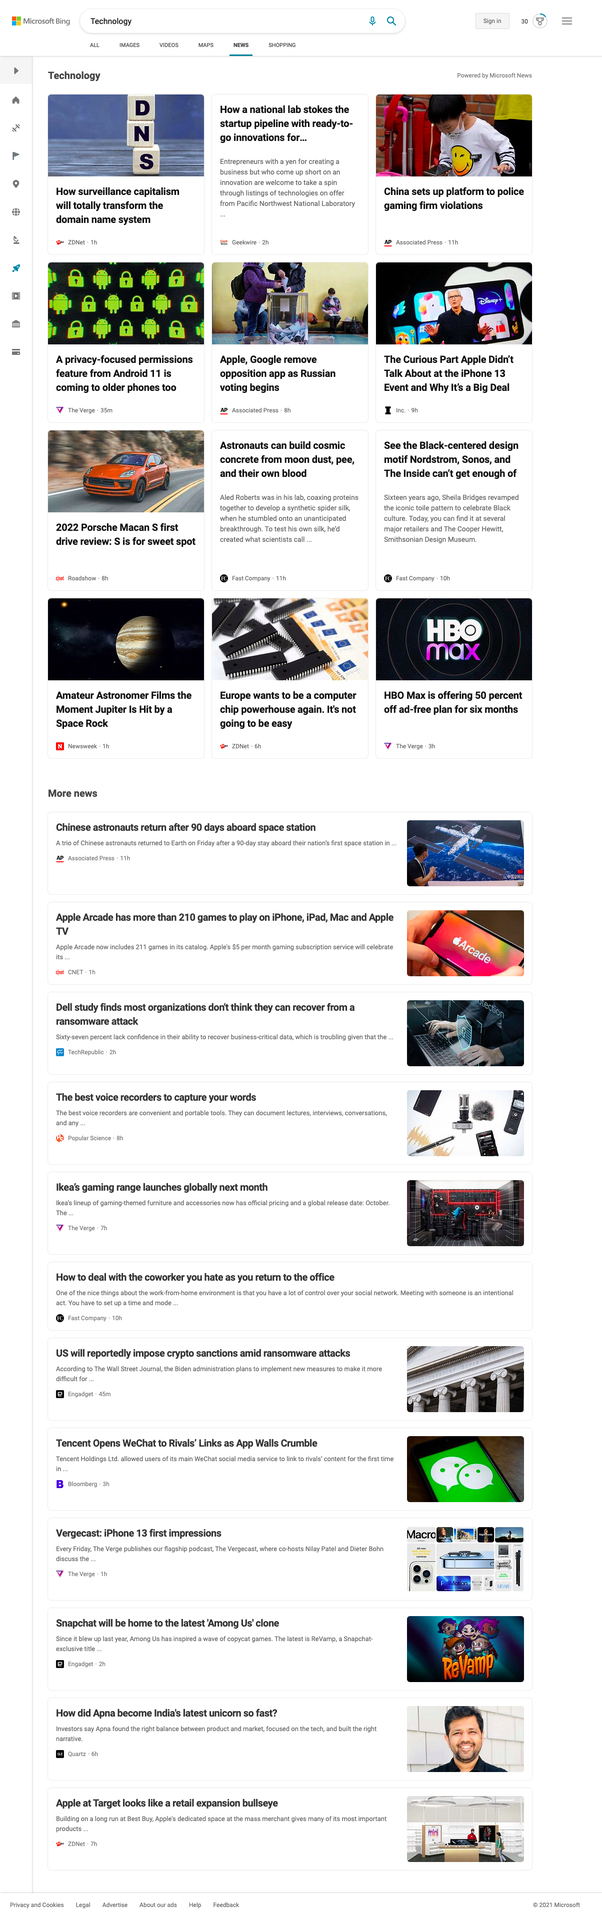 Microsoft Bing
Technology
Sign in
30
ALL
IMAGES
VIDEOS
MAPS
NEWS
SHOPPING
Technology
Powered by Microsoft News
D
N
S
How surveillance capitalism
will totally transform the
domain name system
ZDNet · 1h
How a national lab stokes the
startup pipeline with ready-to-
go innovations for...
Entrepreneurs with a yen for creating a
business but who come up short on an
innovation are welcome to take a spin
through listings of technologies on offer
from Pacific Northwest National Laboratory
...
Geekwire · 2h
China sets up platform to police
gaming firm violations
AP Associated Press · 11h
A privacy-focused permissions
feature from Android 11 is
coming to older phones too
The Verge · 35m
Apple, Google remove
opposition app as Russian
voting begins
AP Associated Press · 8h
Disney+
The Curious Part Apple Didn't
Talk About at the iPhone 13
Event and Why It's a Big Deal
Inc. · 9h
2022 Porsche Macan S first
drive review: S is for sweet spot
cnet Roadshow · 8h
Astronauts can build cosmic
concrete from moon dust, pee,
and their own blood
Aled Roberts was in his lab, coaxing proteins
together to develop a synthetic spider silk,
when he stumbled onto an unanticipated
breakthrough. To test his own silk, he'd
created what scientists call ...
Fast Company · 11h
See the Black-centered design
motif Nordstrom, Sonos, and
The Inside can't get enough of
Sixteen years ago, Sheila Bridges revamped
the iconic toile pattern to celebrate Black
culture. Today, you can find it at several
major retailers and The Cooper Hewitt,
Smithsonian Design Museum.
Fast Company · 10h
Amateur Astronomer Films the
Moment Jupiter Is Hit by a
Space Rock
N Newsweek · 1h
Europe wants to be a computer
chip powerhouse again. It's not
going to be easy
ZDNet · 6h
HBO
max
HBO Max is offering 50 percent
off ad-free plan for six months
The Verge · 3h
More news
Chinese astronauts return after 90 days aboard space station
A trio of Chinese astronauts returned to Earth on Friday after a 90-day stay aboard their nation's first space station in ...
AP Associated Press · 11h
Apple Arcade has more than 210 games to play on iPhone, iPad, Mac and Apple
TV
Apple Arcade now includes 211 games in its catalog. Apple's $5 per month gaming subscription service will celebrate
its ...
cnet CNET · 1h
Arcade
Dell study finds most organizations don't think they can recover from a
ransomware attack
Sixty-seven percent lack confidence in their ability to recover business-critical data, which is troubling given that the ...
TechRepublic · 2h
The best voice recorders to capture your words
The best voice recorders are convenient and portable tools. They can document lectures, interviews, conversations,
and any ...
Popular Science · 8h
Ikea's gaming range launches globally next month
Ikea's lineup of gaming-themed furniture and accessories now has official pricing and a global release date: October.
The ...
The Verge · 7h
How to deal with the coworker you hate as you return to the office
One of the nice things about the work-from-home environment is that you have a lot of control over your social network. Meeting with someone is an intentional
act. You have to set up a time and mode ...
Fast Company · 10h
US will reportedly impose crypto sanctions amid ransomware attacks
According to The Wall Street Journal, the Biden administration plans to implement new measures to make it more
difficult for ...
Engadget · 45m
Tencent Opens WeChat to Rivals' Links as App Walls Crumble
Tencent Holdings Ltd. allowed users of its main WeChat social media service to link to rivals' content for the first time
in ...
B Bloomberg · 3h
Vergecast: iPhone 13 first impressions
Every Friday, The Verge publishes our flagship podcast, The Vergecast, where co-hosts Nilay Patel and Dieter Bohn
discuss the ...
The Verge · 1h
Macro
Snapchat will be home to the latest 'Among Us' clone
Since it blew up last year, Among Us has inspired a wave of copycat games. The latest is ReVamp, a Snapchat-
exclusive title ...
Engadget · 2h
ReVamp
How did Apna become India's latest unicorn so fast?
Investors say Apna found the right balance between product and market, focused on the tech, and built the right
narrative.
Quartz · 6h
Apple at Target looks like a retail expansion bullseye
Building on a long run at Best Buy, Apple's dedicated space at the mass merchant gives many of its most important
products ...
ZDNet · 7h
mini
Privacy and Cookies
Legal
Advertise
About our ads
Help
Feedback
© 2021 Microsoft